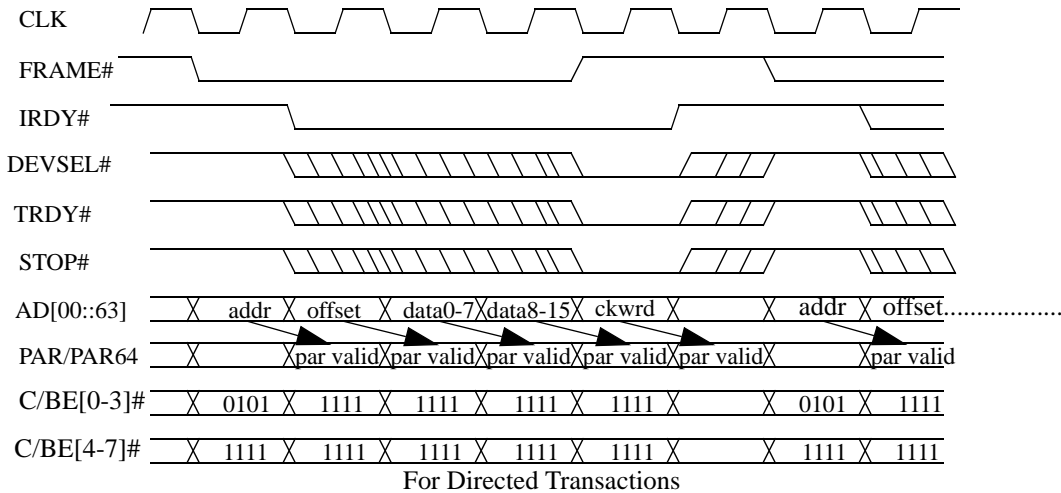 CLK
FRAME#
IRDY#
DEVSEL#
TRDY#
STOP#
AD[00::63] addr offset data0-7 data8-15 ckwrd addr offset..................
PAR/PAR64 par valid par valid par valid par valid par valid par valid
C/BE[0-3]# 0101 1111 1111 1111 1111 0101 1111
C/BE[4-7]# 1111 1111 1111 1111 1111 1111 1111
For Directed Transactions